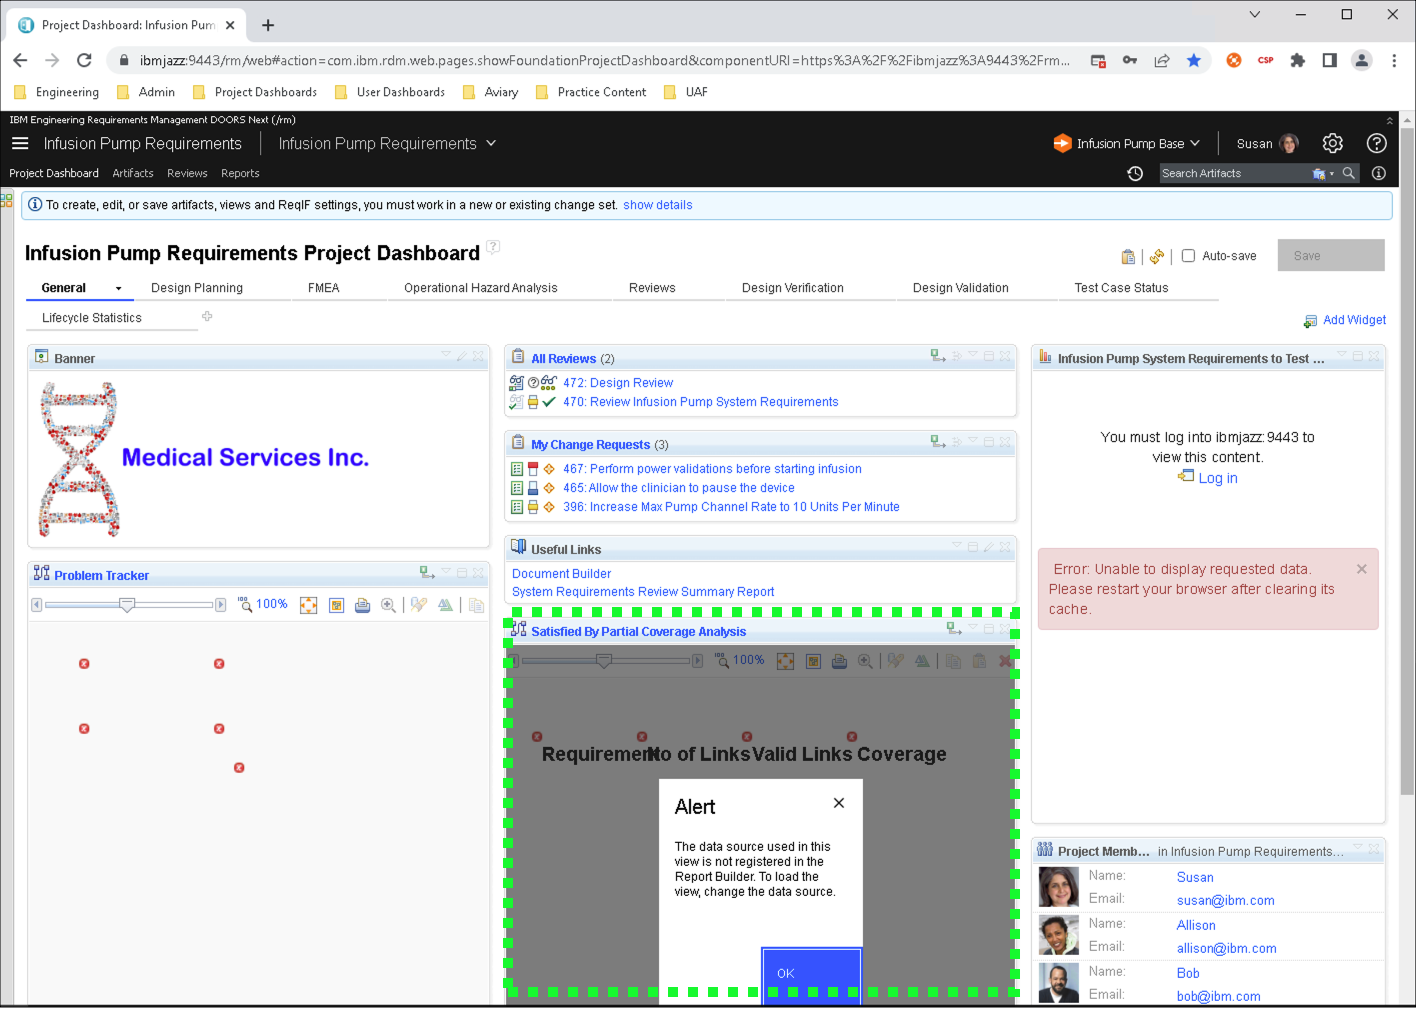 Project Dashboard: Infusion Pum
ibmjazz:9443/rm/web#action=com.ibm.rdm.web.pages.showFoundationProjectDashboard&componentURI=https%3A%2F%2Fibmjazz%3A9443%2Frm...
CSP
Engineering Admin Project Dashboards User Dashboards Aviary Practice Content UAF
IBM Engineering Requirements Management DOORS Next (/rm)
Infusion Pump Requirements Infusion Pump Requirements Infusion Pump Base Susan
Project Dashboard Artifacts Reviews Reports Search Artifacts
To create, edit, or save artifacts, views and ReqIF settings, you must work in a new or existing change set. show details
Infusion Pump Requirements Project Dashboard
Auto-save Save
General Design Planning FMEA Operational Hazard Analysis Reviews Design Verification Design Validation Test Case Status
Lifecycle Statistics
Add Widget
Banner
Medical Services Inc.
Problem Tracker
100%
All Reviews (2)
472: Design Review
470: Review Infusion Pump System Requirements
My Change Requests (3)
467: Perform power validations before starting infusion
465: Allow the clinician to pause the device
396: Increase Max Pump Channel Rate to 10 Units Per Minute
Useful Links
Document Builder
System Requirements Review Summary Report
Satisfied By Partial Coverage Analysis
100%
Requirement No of Links Valid Links Coverage
Alert
The data source used in this
view is not registered in the
Report Builder. To load the
view, change the data source.
OK
Infusion Pump System Requirements to Test ...
You must log into ibmjazz:9443 to
view this content.
Log in
Error: Unable to display requested data.
Please restart your browser after clearing its
cache.
Project Memb... in Infusion Pump Requirements...
Name: Susan
Email: susan@ibm.com
Name: Allison
Email: allison@ibm.com
Name: Bob
Email: bob@ibm.com